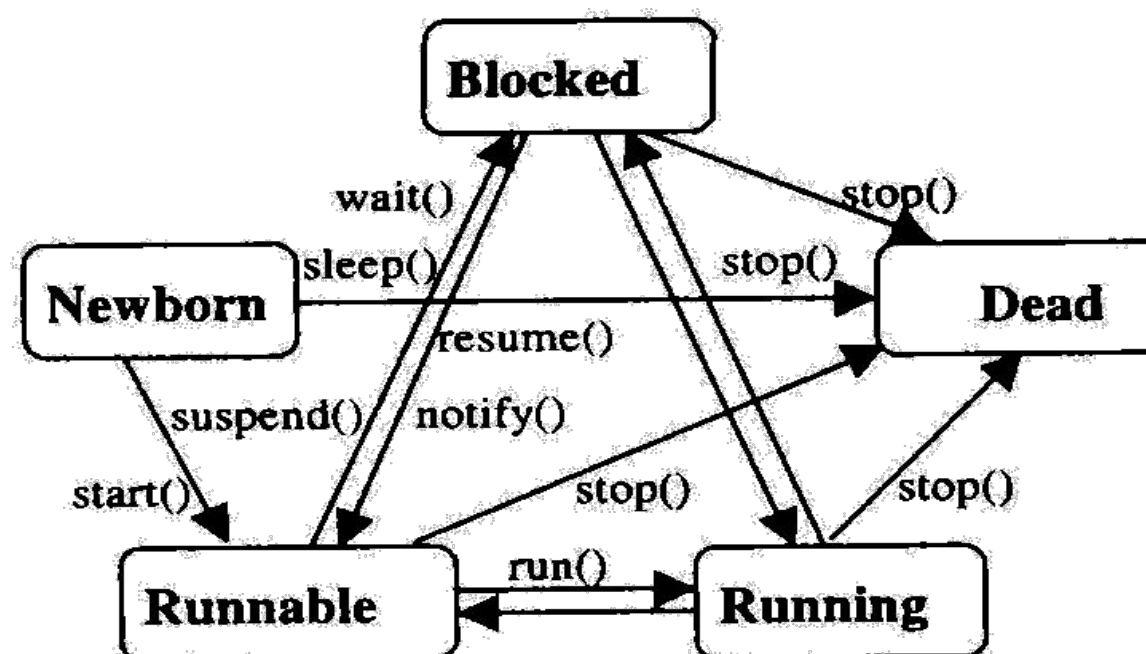 Blocked
wait()
stop()
sleep()
stop()
Newborn
Dead
resume()
suspend()
notify()
start()
stop()
stop()
run()
Runnable
Running